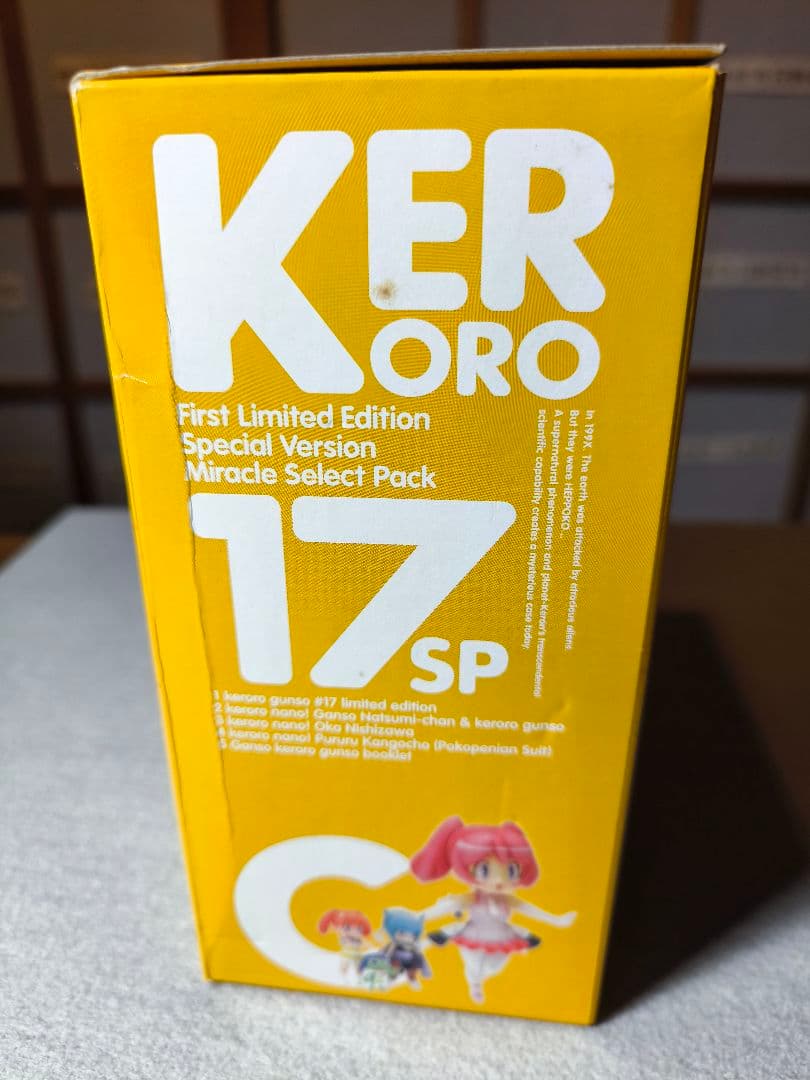 KER
ORO
First Limited Edition
Special Version
Miracle Select Pack
In 199X. The earth was attacked by atrocious aliens.
But they were HEPPOKO...
A supernatural phenomenon and planet-Keron's transcendental
scientific capability creates a mysterious case today.
17SP
1 keroro gunso #17 limited edition
2 keroro nano! Ganso Natsumi-chan & keroro gunso
3 keroro nano! Oka Nishizawa
4 keroro nano! Pururu Kangocho (Pokopenian Suit)
5 Ganso keroro gunso booklet
C